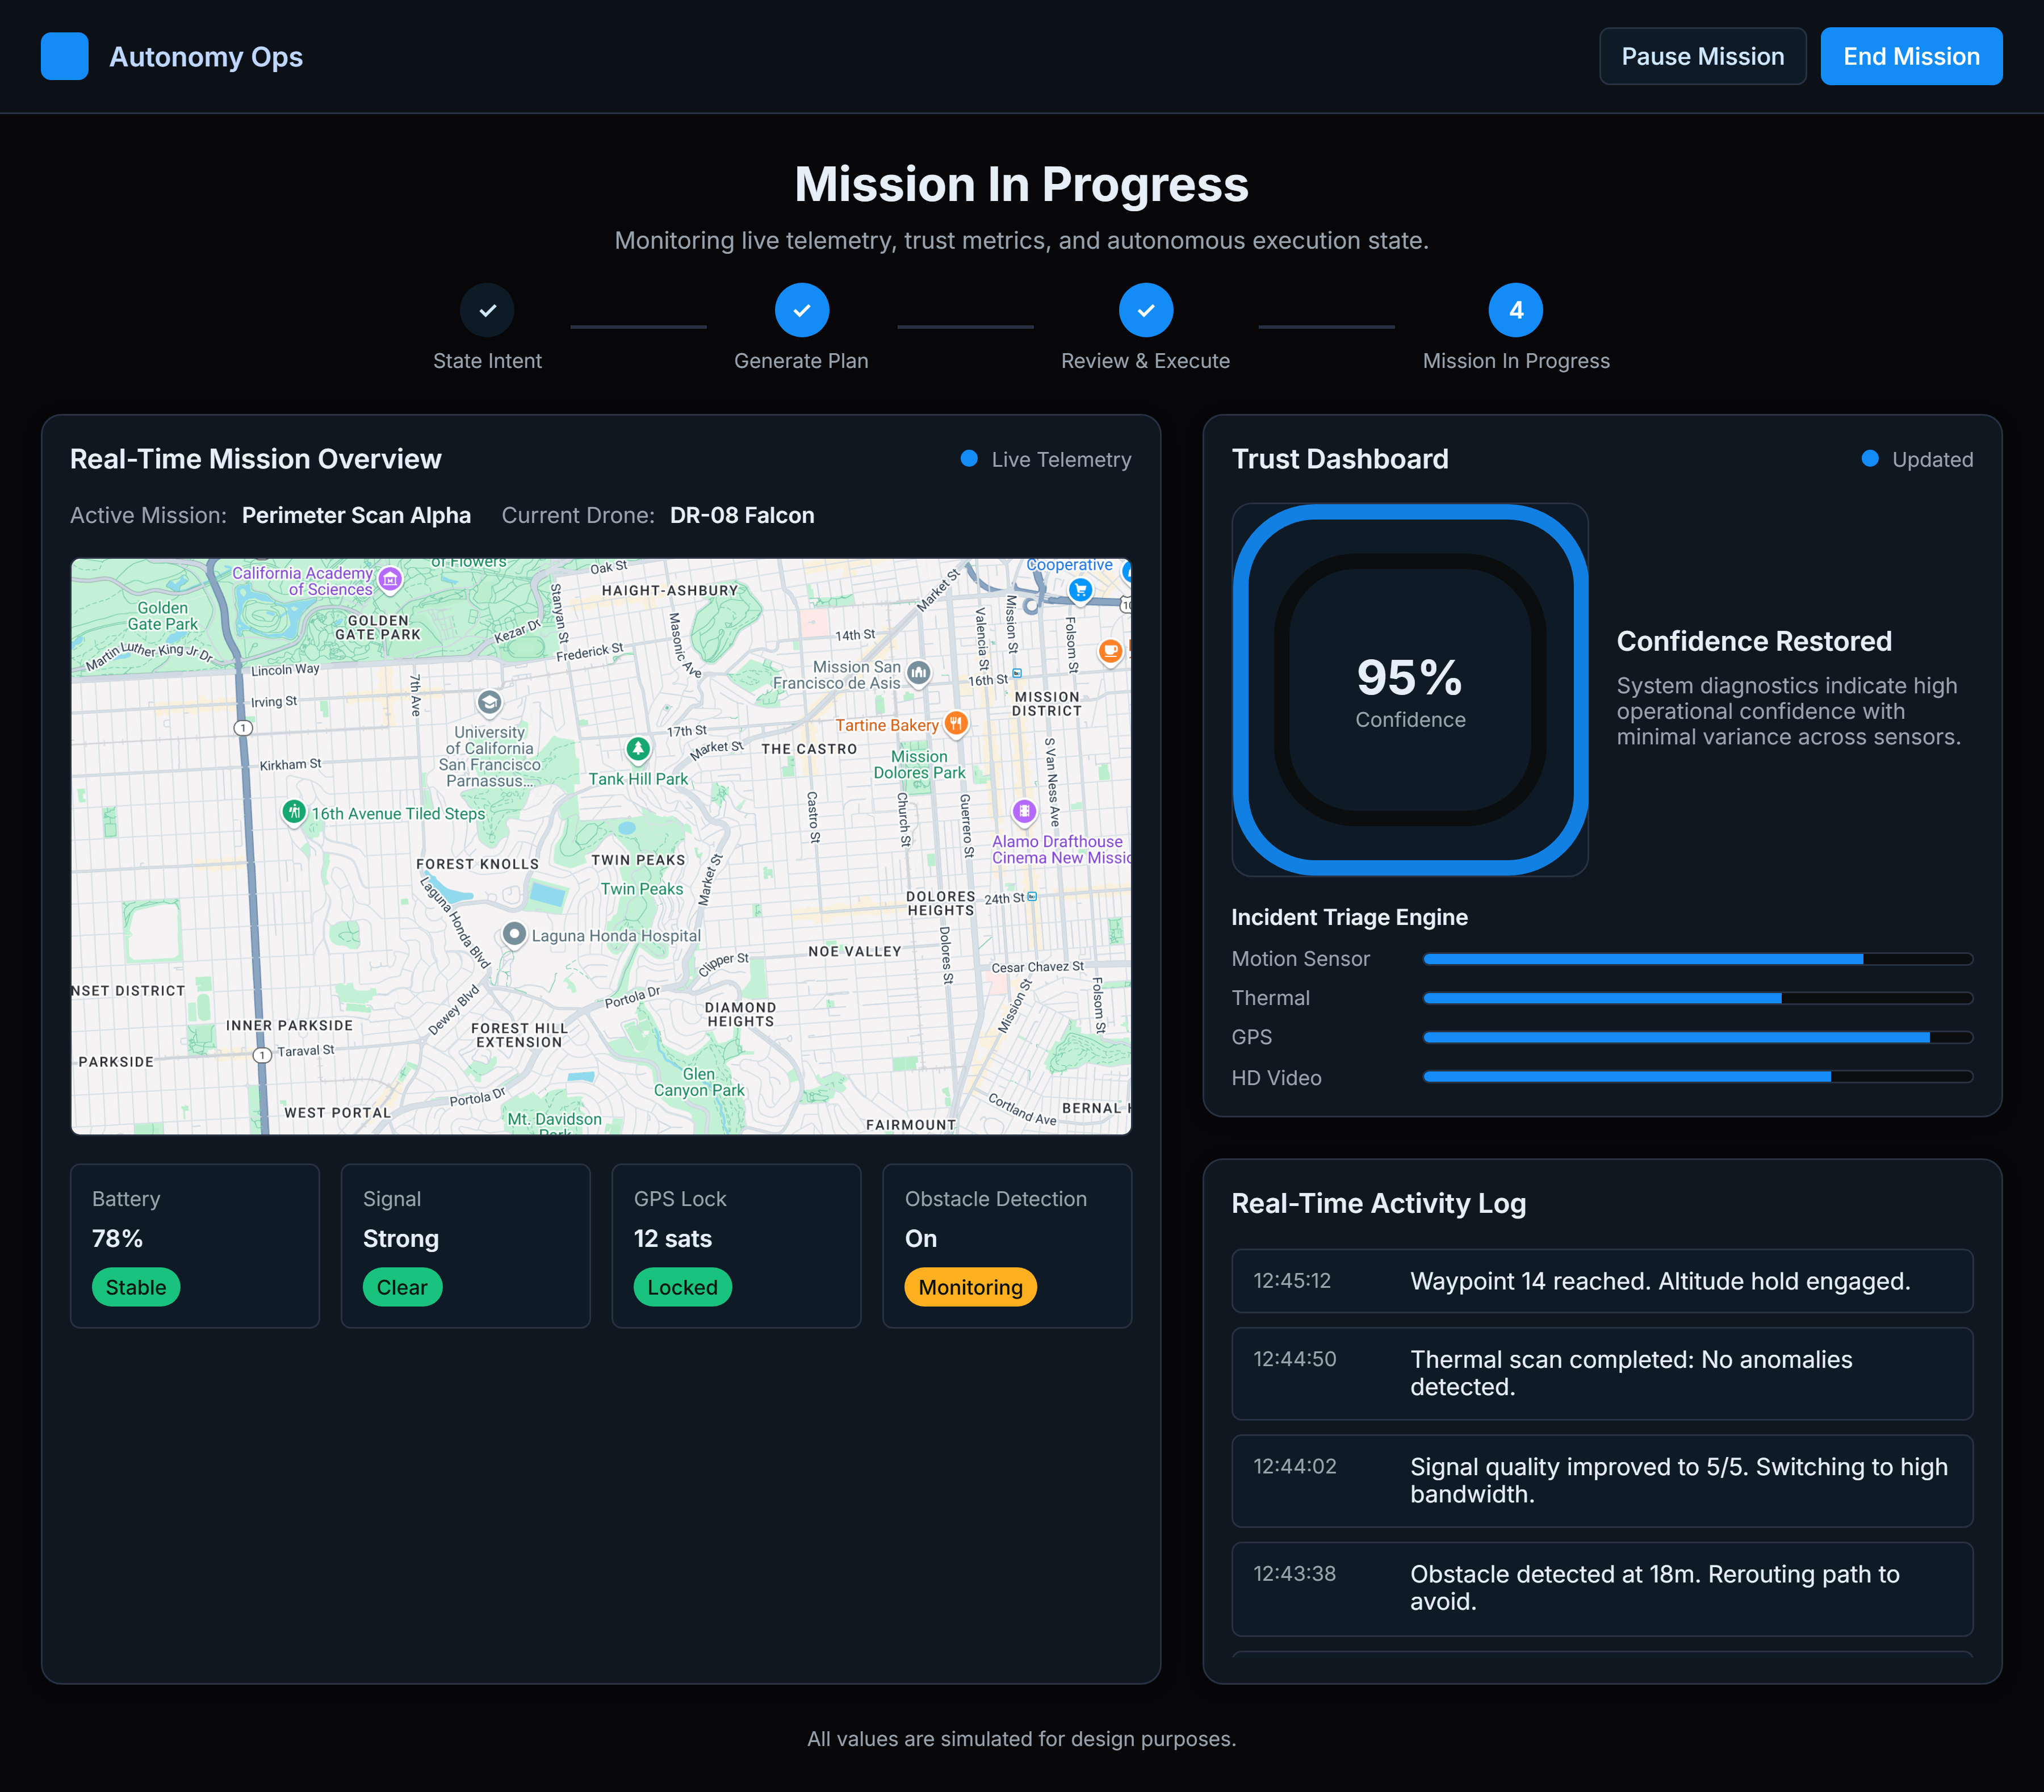 Autonomy Ops
Pause Mission
End Mission
Mission In Progress
Monitoring live telemetry, trust metrics, and autonomous execution state.
4
State Intent
Generate Plan
Review & Execute
Mission In Progress
Real-Time Mission Overview
Live Telemetry
Active Mission: Perimeter Scan Alpha Current Drone: DR-08 Falcon
of Flowers
California Academy
of Sciences
Golden
Gate Park
GOLDEN
GATE PARK
Martin Luther King Jr Dr
Kezar Dr
Stanyan St
Oak St
HAIGHT-ASHBURY
Masonic Ave
Frederick St
Market St
14th St
Valencia St
Mission St
Folsom St
Cooperative
10
Lincoln Way
Irving St
7th Ave
1
Mission San
Francisco de Asis
16th St
MISSION
DISTRICT
Tartine Bakery
17th St
Market St
THE CASTRO
Mission
Dolores Park
University
of California
San Francisco
Parnassus...
Tank Hill Park
Kirkham St
16th Avenue Tiled Steps
Castro St
Church St
Guerrero St
S Van Ness Ave
Alamo Drafthouse
Cinema New Missio
FOREST KNOLLS
TWIN PEAKS
Twin Peaks
Market St
Laguna Honda Blvd
DOLORES
HEIGHTS
24th St
Laguna Honda Hospital
NOE VALLEY
Dolores St
Clipper St
Cesar Chavez St
NSET DISTRICT
Portola Dr
Dewey Blvd
DIAMOND
HEIGHTS
Mission St
Folsom St
INNER PARKSIDE
FOREST HILL
EXTENSION
1
Taraval St
PARKSIDE
Glen
Canyon Park
Portola Dr
WEST PORTAL
Mt. Davidson
Park
FAIRMOUNT
Cortland Ave
BERNAL H
Battery
78%
Stable
Signal
Strong
Clear
GPS Lock
12 sats
Locked
Obstacle Detection
On
Monitoring
Trust Dashboard
Updated
95%
Confidence
Confidence Restored
System diagnostics indicate high
operational confidence with
minimal variance across sensors.
Incident Triage Engine
Motion Sensor
Thermal
GPS
HD Video
Real-Time Activity Log
12:45:12 Waypoint 14 reached. Altitude hold engaged.
12:44:50 Thermal scan completed: No anomalies
detected.
12:44:02 Signal quality improved to 5/5. Switching to high
bandwidth.
12:43:38 Obstacle detected at 18m. Rerouting path to
avoid.
All values are simulated for design purposes.